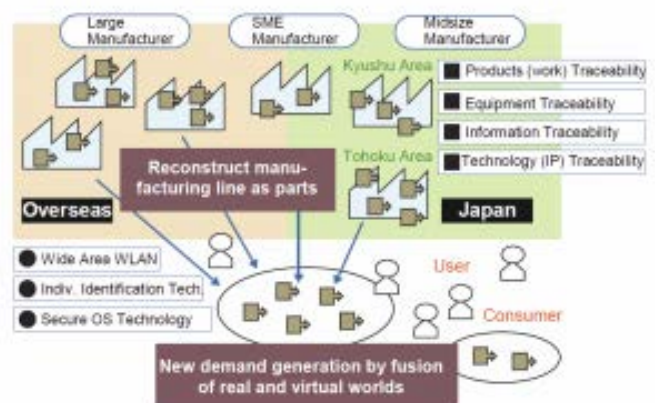 Large
Manufacturer
SME
Manufacturer
Midsize
Manufacturer
Kyushu Area
Products (work) Traceability
Equipment Traceability
Information Traceability
Technology (IP) Traceability
Tohoku Area
Reconstruct manu-
facturing line as parts
Overseas
Japan
Wide Area WLAN
Indiv. Identification Tech.
Secure OS Technology
User
Consumer
New demand generation by fusion
of real and virtual worlds